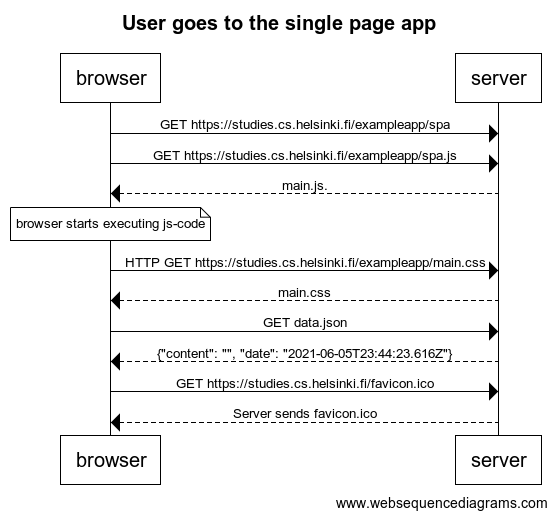 User goes to the single page app
browser
server
GET https://studies.cs.helsinki.fi/exampleapp/spa
GET https://studies.cs.helsinki.fi/exampleapp/spa.js
main.js.
browser starts executing js-code
HTTP GET https://studies.cs.helsinki.fi/exampleapp/main.css
main.css
GET data.json
{"content": "", "date": "2021-06-05T23:44:23.616Z"}
GET https://studies.cs.helsinki.fi/favicon.ico
Server sends favicon.ico
browser
server
www.websequencediagrams.com